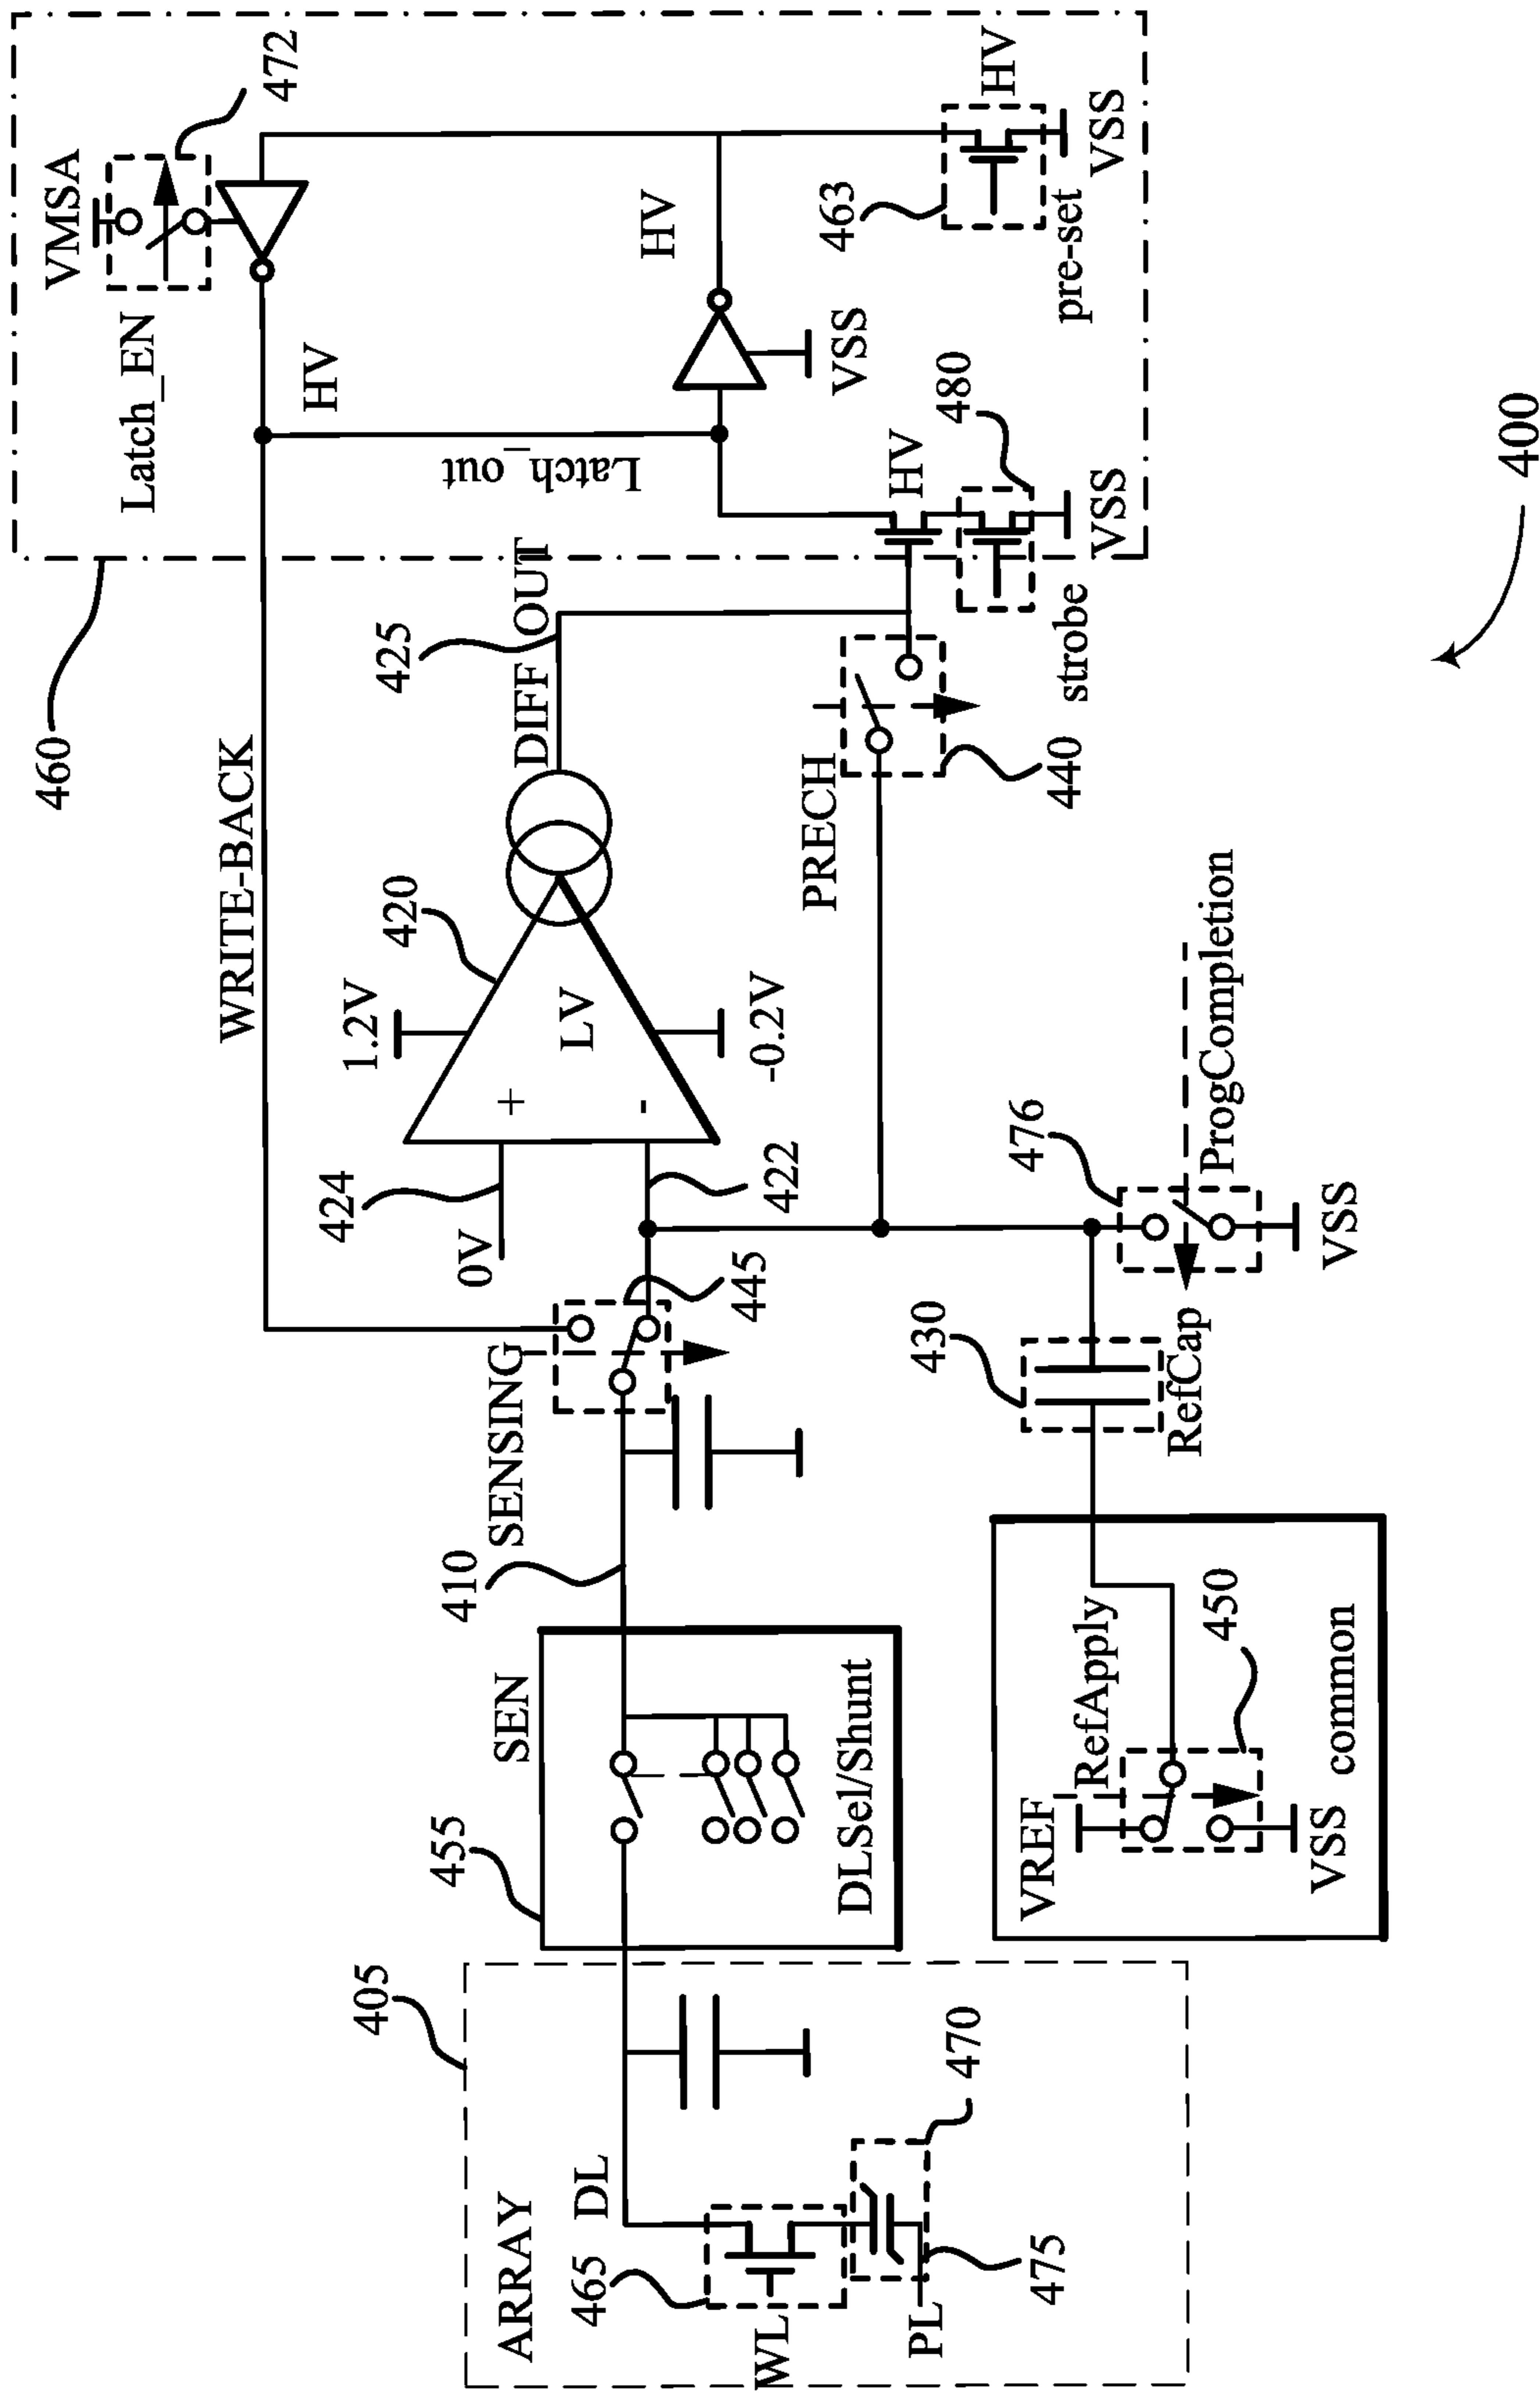 ARRAY
405
DL
465
WL
470
475
PL
455
SEN
DLSel/Shunt
410
SENSING
445
VREF
RefApply
450
VSS
common
430
RefCap
476
ProgCompletion
VSS
0V
424
422
+
-
LV
1.2V
-0.2V
420
WRITE-BACK
DIFF OUT
425
PRECH
440
strobe
480
VSS
HV
460
Latch_EN
VMSA
472
HV
Latch_out
VSS
HV
463
pre-set
HV
VSS
400